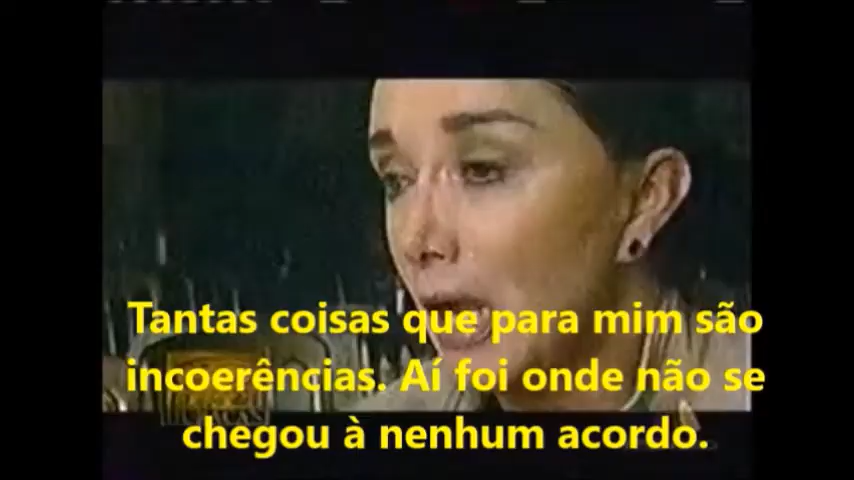 Tantas coisas que para mim são
incoerências. Aí foi onde não se
chegou à nenhum acordo.